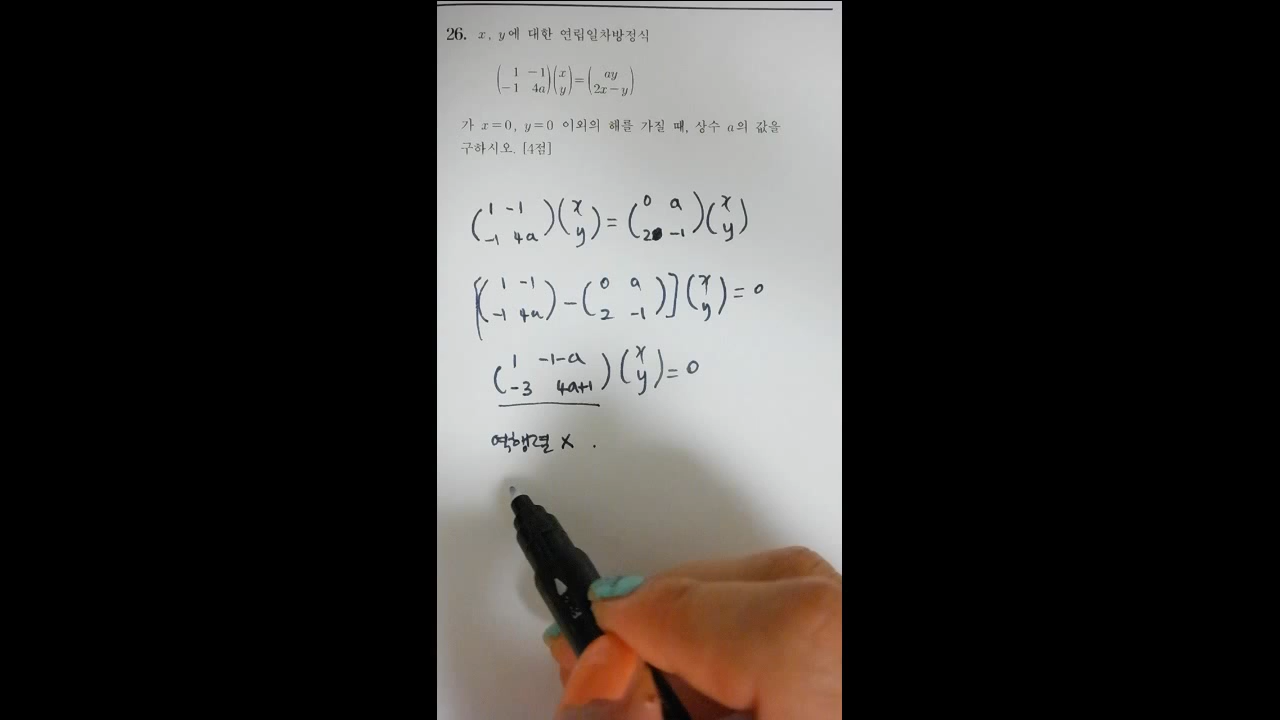 26. x, y에 대한 연립일차방정식
( 1 −1 ) ( x ) = ( ay )
( −1 4a ) ( y ) ( 2x−y )
가 x=0, y=0 이외의 해를 가질 때, 상수 a의 값을
구하시오. [4점]
( 1 -1 ) ( x ) = ( 0 a ) ( x )
( -1 4a ) ( y ) ( 2 -1 ) ( y )
[ ( 1 -1 ) - ( 0 a ) ] ( x ) = 0
( -1 4a ) ( 2 -1 ) ( y )
( 1 -1-a ) ( x ) = 0
( -3 4a+1 ) ( y )
역행렬 x .